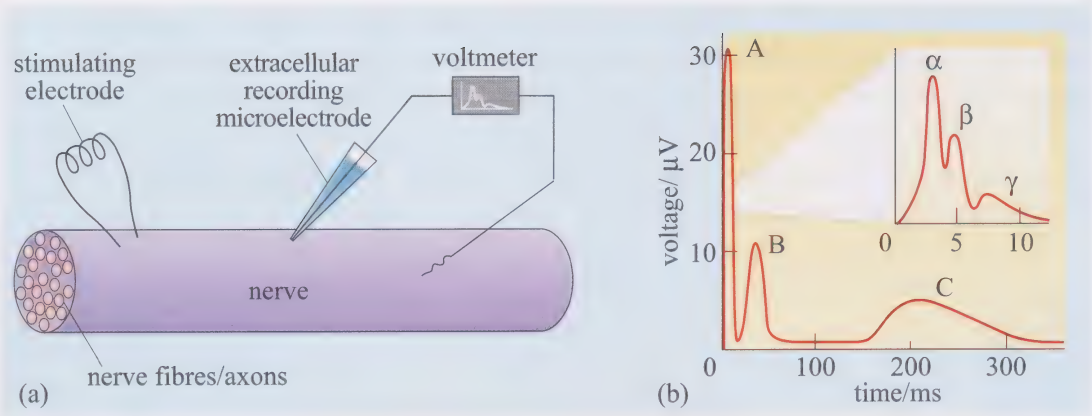 stimulating
electrode
extracellular
recording
microelectrode
voltmeter
nerve
nerve fibres/axons
(a)
voltage/ μV
30
20
10
0
100
200
300
time/ms
A
B
C
α
β
γ
0
5
10
(b)